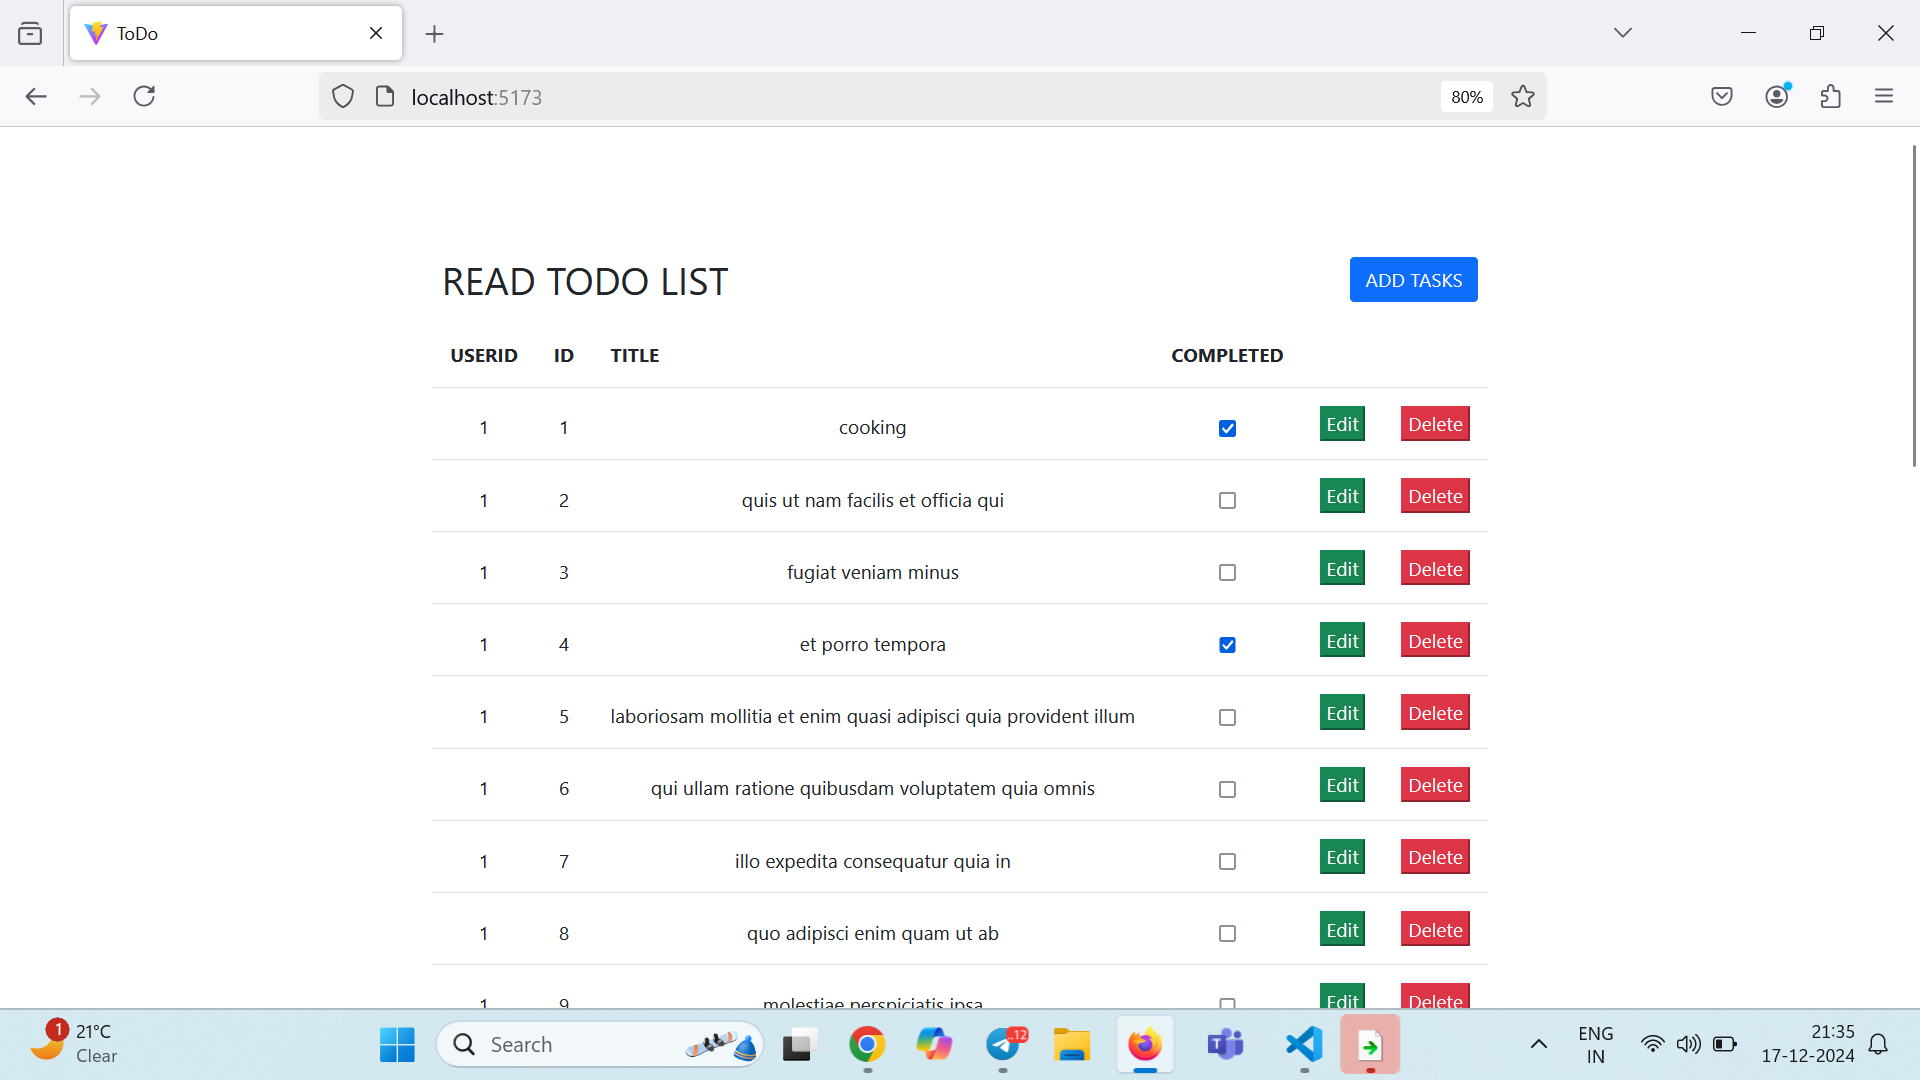 ToDo
localhost:5173
80%
READ TODO LIST
ADD TASKS
USERID ID TITLE COMPLETED
1 1 cooking Edit Delete
1 2 quis ut nam facilis et officia qui Edit Delete
1 3 fugiat veniam minus Edit Delete
1 4 et porro tempora Edit Delete
1 5 laboriosam mollitia et enim quasi adipisci quia provident illum Edit Delete
1 6 qui ullam ratione quibusdam voluptatem quia omnis Edit Delete
1 7 illo expedita consequatur quia in Edit Delete
1 8 quo adipisci enim quam ut ab Edit Delete
1 9 molestiae perspiciatis ipsa Edit Delete
1
21°C
Clear
Search
..12
T
ENG
IN
21:35
17-12-2024